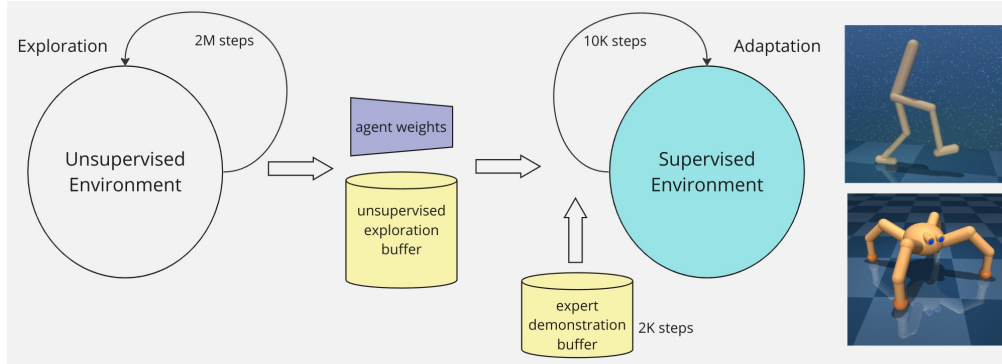 Exploration
2M steps
Unsupervised
Environment
agent weights
unsupervised
exploration
buffer
10K steps
Adaptation
Supervised
Environment
expert
demonstration
buffer
2K steps